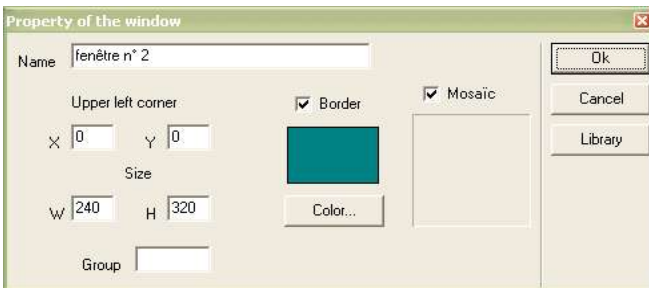 Property of the window
Name fenêtre n° 2
Ok
Upper left corner
Border
Mosaïc
Cancel
X 0 Y 0
Library
Size
W 240 H 320
Color...
Group